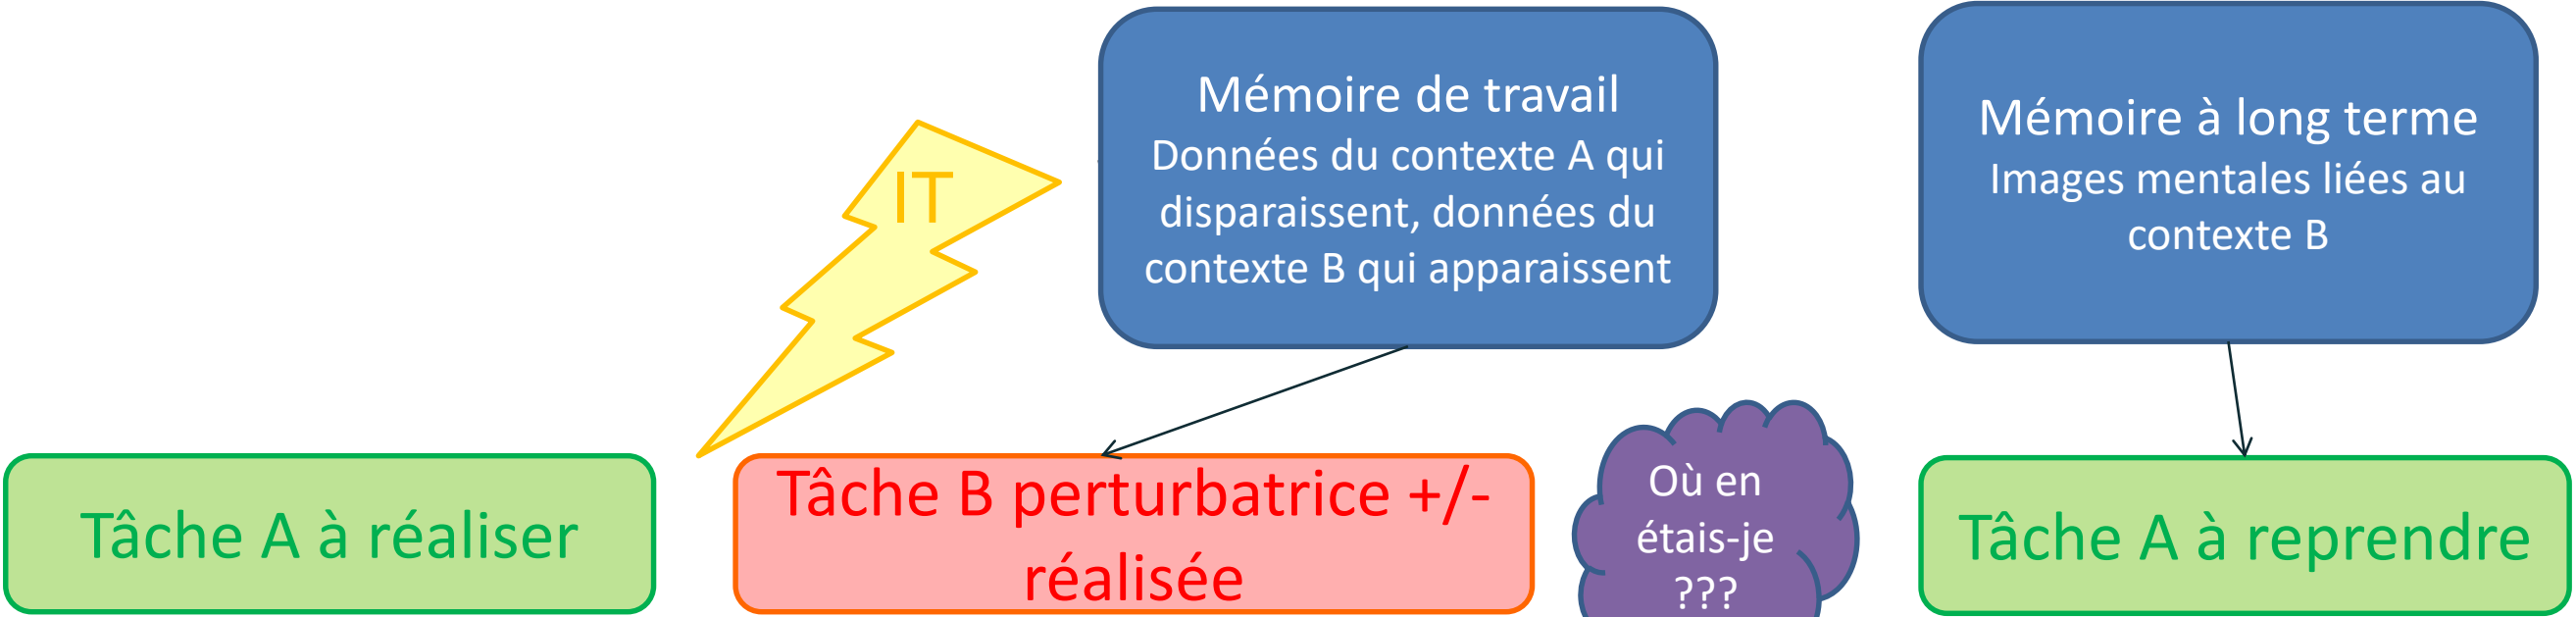 IT
Mémoire de travail
Données du contexte A qui
disparaissent, données du
contexte B qui apparaissent
Mémoire à long terme
Images mentales liées au
contexte B
Tâche A à réaliser
Tâche B perturbatrice +/-
réalisée
Où en
étais-je
???
Tâche A à reprendre